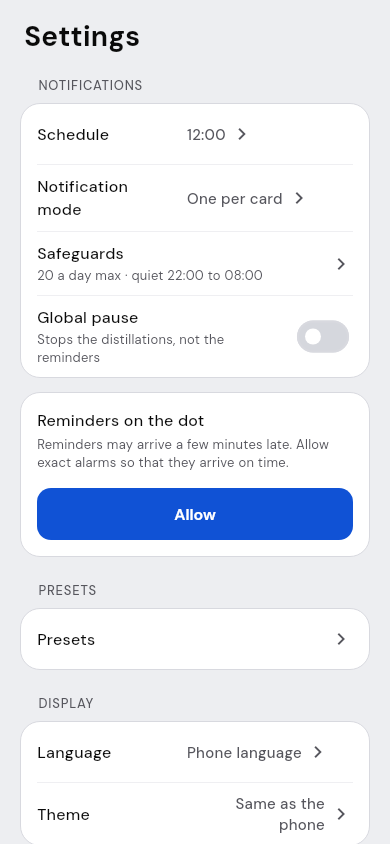 Settings
NOTIFICATIONS
Schedule 12:00
Notification
mode
One per card
Safeguards
20 a day max · quiet 22:00 to 08:00
Global pause
Stops the distillations, not the
reminders
Reminders on the dot
Reminders may arrive a few minutes late. Allow
exact alarms so that they arrive on time.
Allow
PRESETS
Presets
DISPLAY
Language Phone language
Theme
Same as the
phone